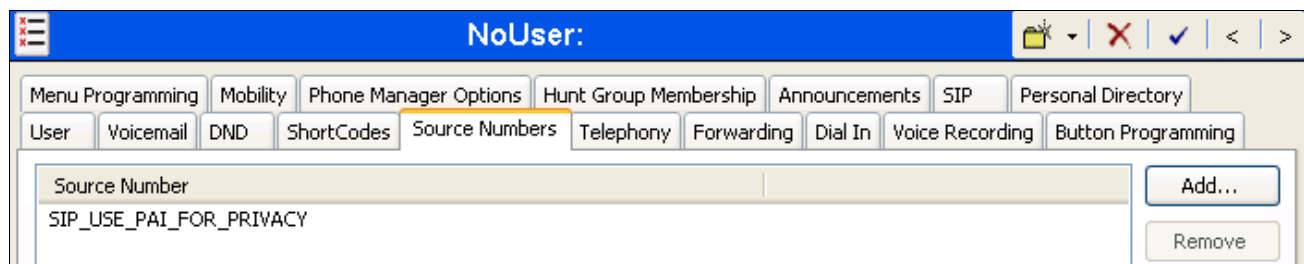 NoUser:
Menu Programming Mobility Phone Manager Options Hunt Group Membership Announcements SIP Personal Directory
User Voicemail DND ShortCodes Source Numbers Telephony Forwarding Dial In Voice Recording Button Programming
Source Number Add...
SIP_USE_PAI_FOR_PRIVACY
Remove